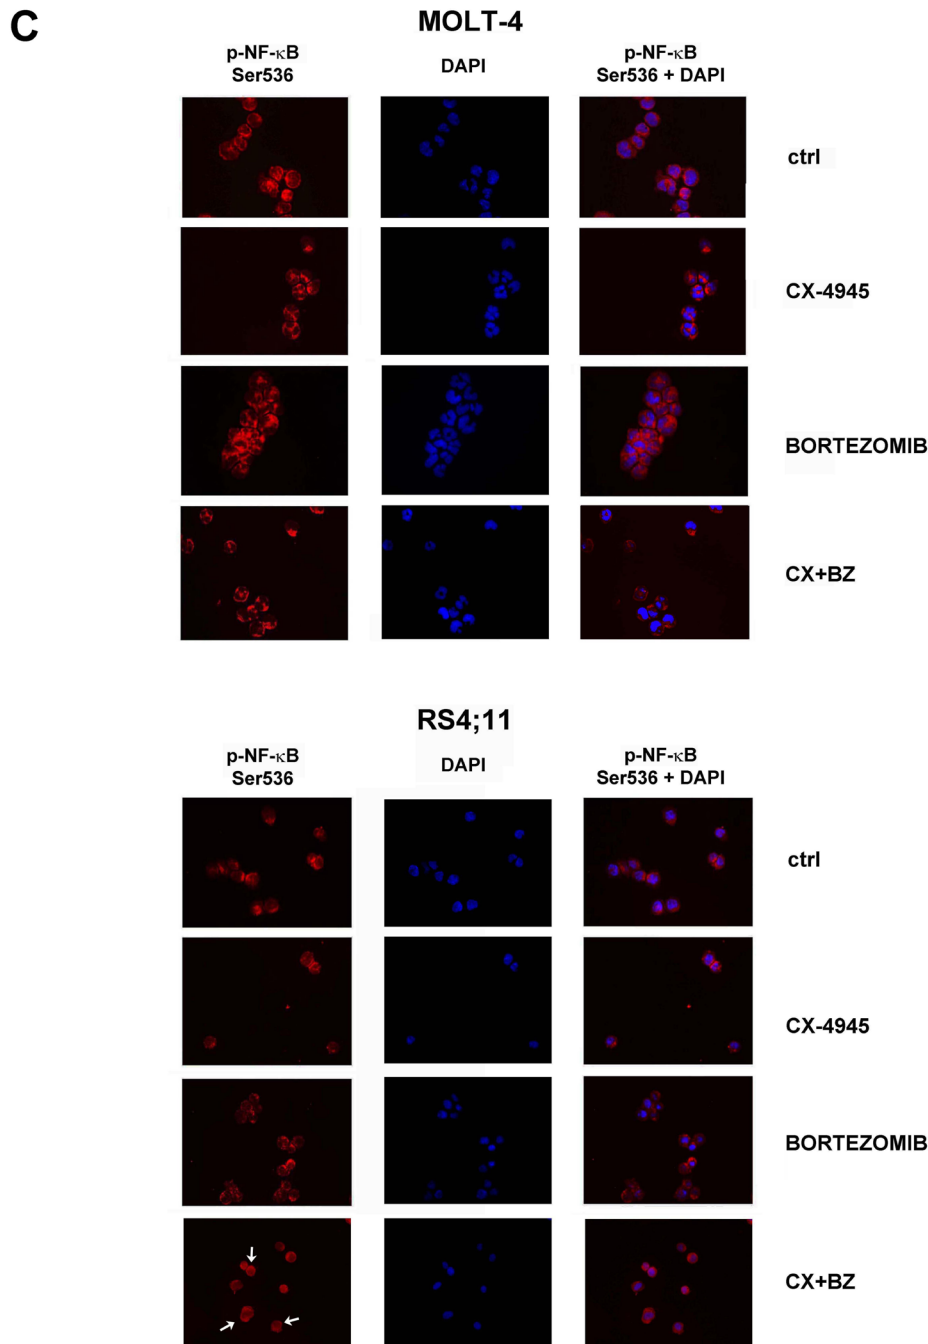 C
MOLT-4
p-NF-κB
Ser536
DAPI
p-NF-κB
Ser536 + DAPI
ctrl
CX-4945
BORTEZOMIB
CX+BZ
RS4;11
p-NF-κB
Ser536
DAPI
p-NF-κB
Ser536 + DAPI
ctrl
CX-4945
BORTEZOMIB
CX+BZ